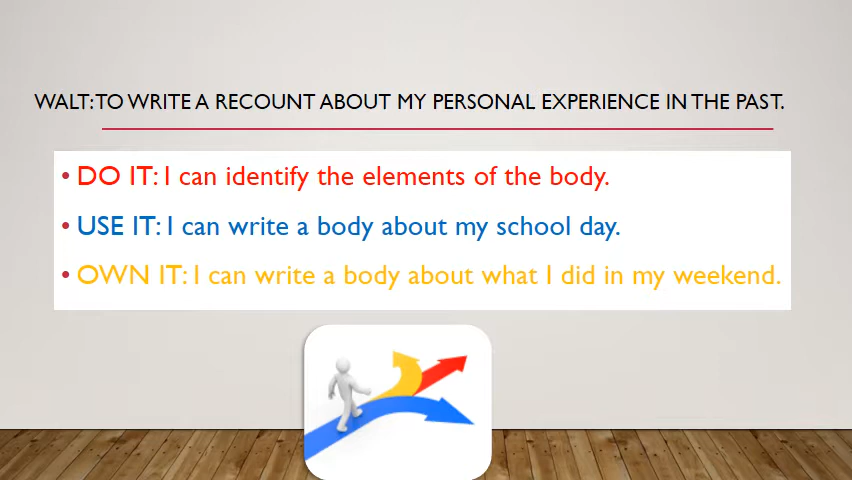 WALT: TO WRITE A RECOUNT ABOUT MY PERSONAL EXPERIENCE IN THE PAST.
• DO IT: I can identify the elements of the body.
• USE IT: I can write a body about my school day.
• OWN IT: I can write a body about what I did in my weekend.